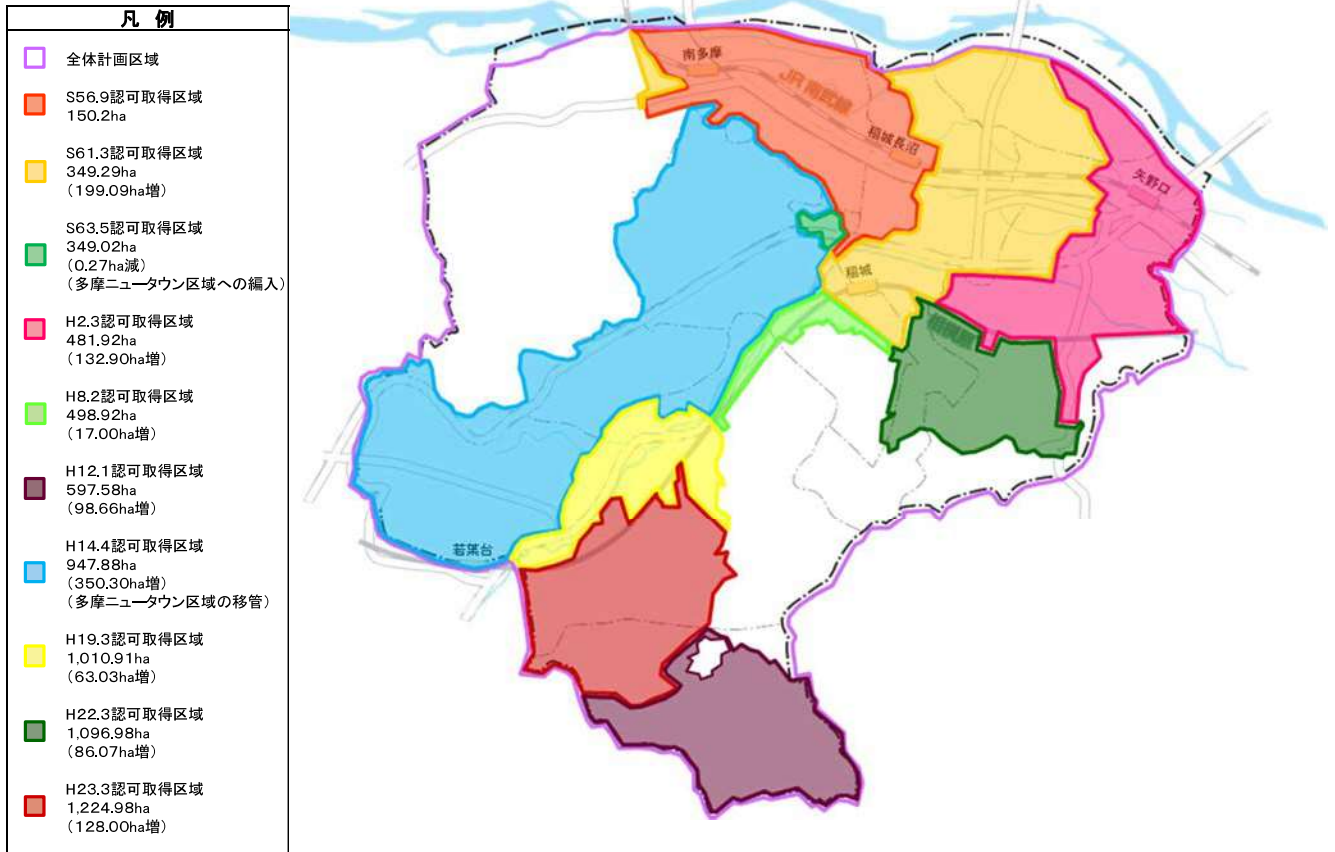 凡 例
全体計画区域
S56.9認可取得区域
150.2ha
S61.3認可取得区域
349.29ha
(199.09ha増)
S63.5認可取得区域
349.02ha
(0.27ha減)
(多摩ニュータウン区域への編入)
H2.3認可取得区域
481.92ha
(132.90ha増)
H8.2認可取得区域
498.92ha
(17.00ha増)
H12.1認可取得区域
597.58ha
(98.66ha増)
H14.4認可取得区域
947.88ha
(350.30ha増)
(多摩ニュータウン区域の移管)
H19.3認可取得区域
1,010.91ha
(63.03ha増)
H22.3認可取得区域
1,096.98ha
(86.07ha増)
H23.3認可取得区域
1,224.98ha
(128.00ha増)
南多摩
JR南武線
稲城長沼
矢野口
稲城
若葉台